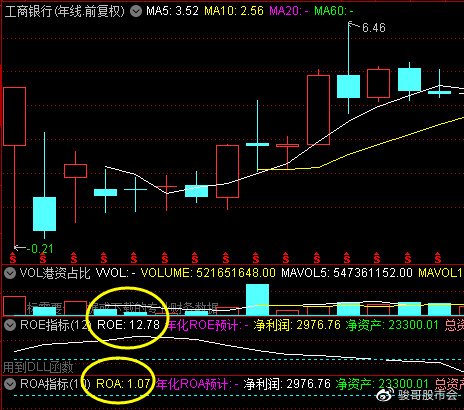 工商银行(年线.前复权) MA5: 3.52 MA10: 2.56 MA20: - MA60: -
6.46
-0.21
$ $ $ $ $ $ $ $ $ $ $ $ $ $ $
VOL港资占比 VVOL: - VOLUME: 521651648.00 MAVOL5: 547361152.00 MAVOL1
ROE指标(12) ROE: 12.78 年化ROE预计: - 净利润: 2976.76 净资产: 23300.01 总资
用到DLL函数
ROA指标(10) ROA: 1.07 年化ROA预计: - 净利润: 2976.76 净资产: 23300.01
骏哥股市会